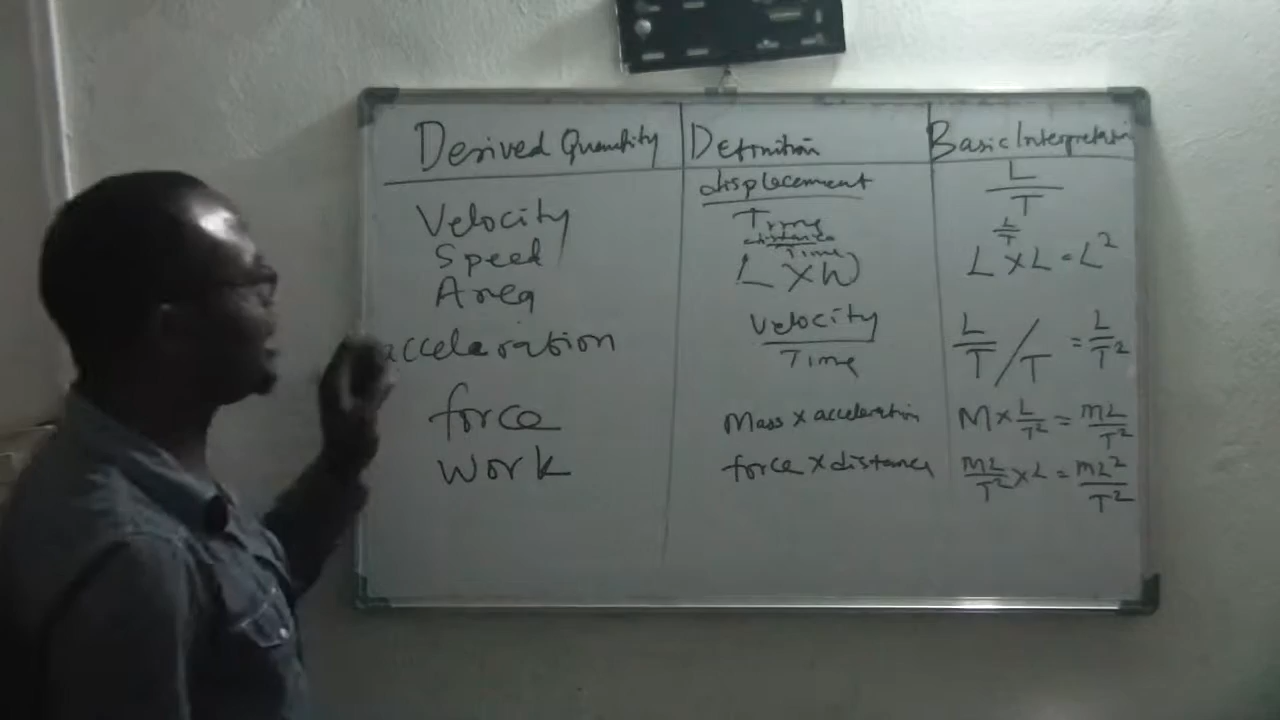 Derived Quantity Definition Basic Interpretation
Velocity displacement / Time L / T
Speed distance / Time L / T
Area L X W L X L = L²
acceleration Velocity / Time L/T / T = L/T²
force Mass x acceleration M x L/T² = ML/T²
Work force x distance ML/T² x L = ML²/T²